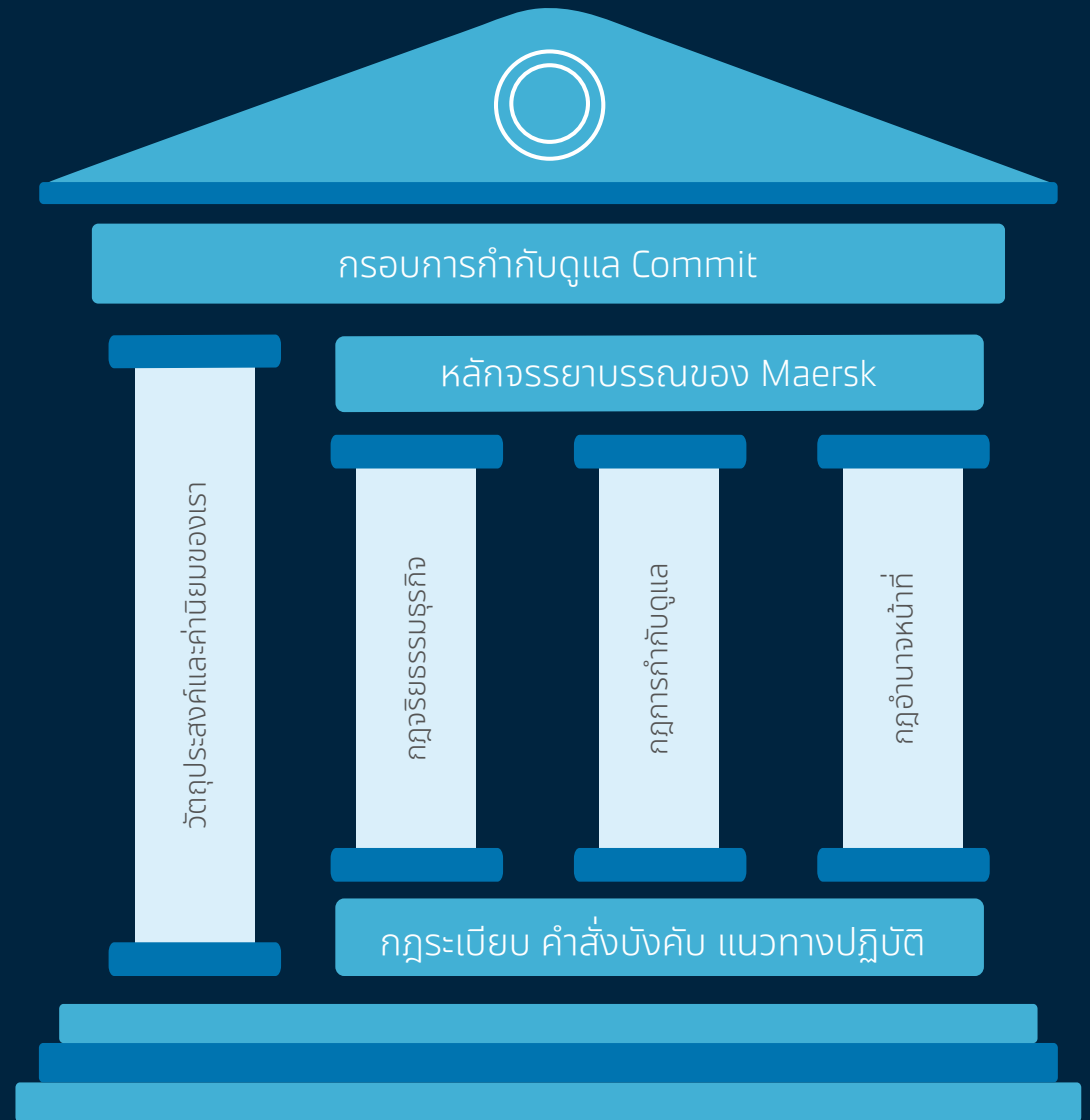 กรอบการกำกับดูแล Commit
หลักจรรยาบรรณของ Maersk
วัตถุประสงค์และค่านิยมของเรา
กฎจริยธรรมธุรกิจ
กฎการกำกับดูแล
กฎอำนาจหน้าที่
กฎระเบียบ คำสั่งบังคับ แนวทางปฏิบัติ